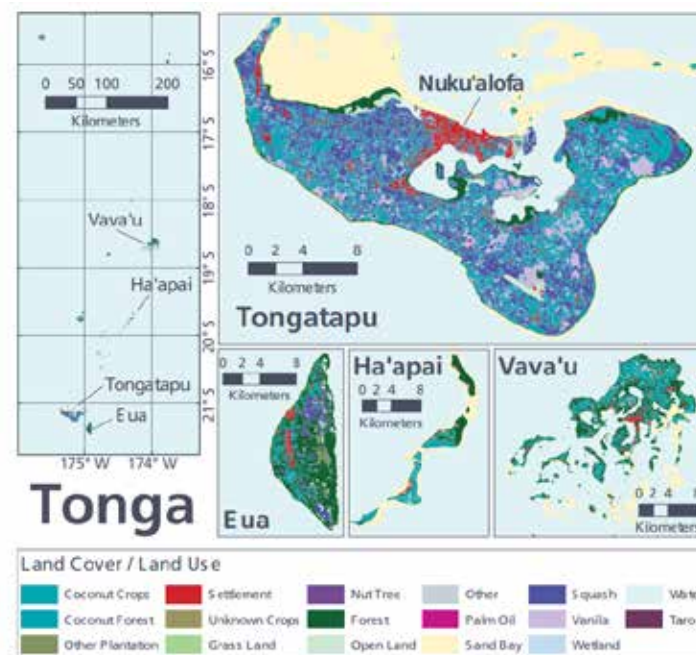 16° S
17° S
18° S
19° S
20° S
21° S
0 50 100 200
Kilometers
Vava'u
Ha'apai
Tongatapu
Eua
175° W 174° W
Tonga
Nuku'alofa
0 2 4 8
Kilometers
Tongatapu
0 2 4 8
Kilometers
Eua
Ha'apai
0 2 4 8
Kilometers
Vava'u
0 2 4 8
Kilometers
Land Cover / Land Use
Coconut Crops Settlement Nut Tree Other Squash Wate
Coconut Forest Unknown Crops Forest Palm Oil Vanila Taro
Other Plantation Grass Land Open Land Sand Bay Wetland